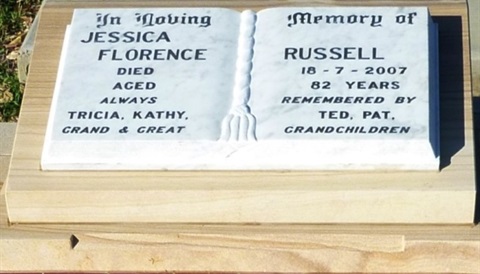 In Loving Memory of
JESSICA
FLORENCE RUSSELL
DIED 18-7-2007
AGED 82 YEARS
ALWAYS REMEMBERED BY
TRICIA, KATHY, TED, PAT,
GRAND & GREAT GRANDCHILDREN